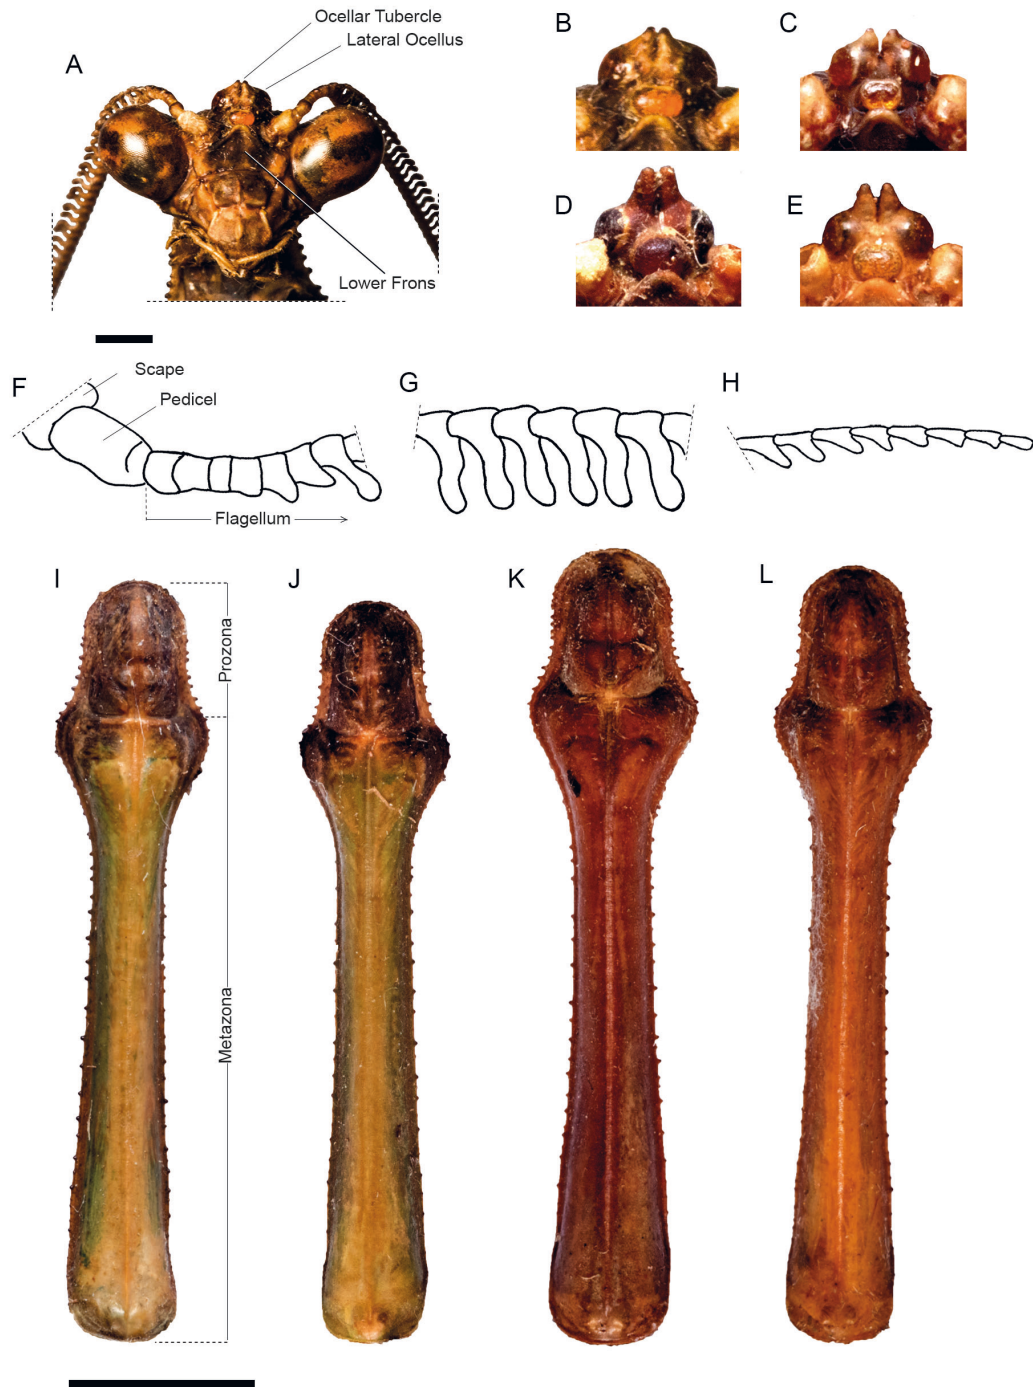 Ocellar Tubercle
Lateral Ocellus
A
B
C
D
E
Lower Frons
F
Scape
Pedicel
Flagellum
G
H
I
J
K
L
Prozona
Metazona